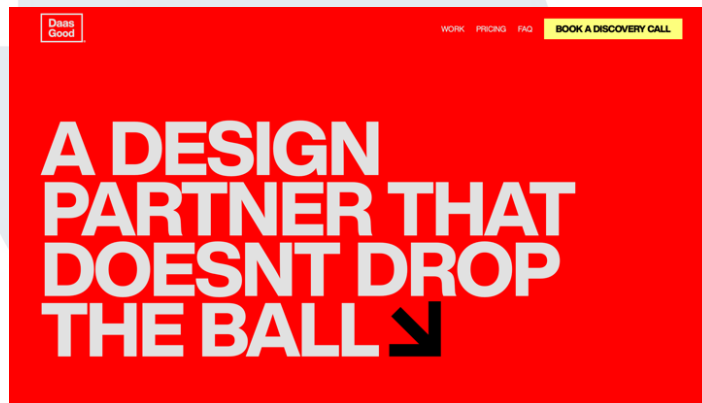 Daas
Good
WORK PRICING FAQ BOOK A DISCOVERY CALL
A DESIGN
PARTNER THAT
DOESNT DROP
THE BALL